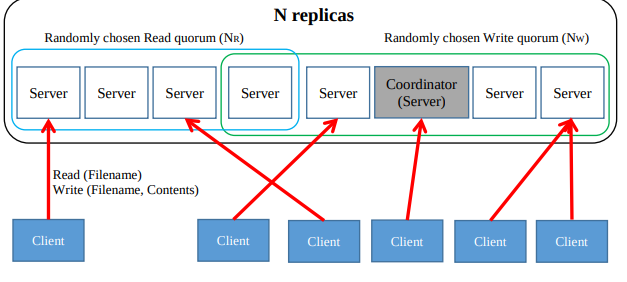 N replicas
Randomly chosen Read quorum (NR)
Randomly chosen Write quorum (NW)
Server
Server
Server
Server
Server
Coordinator
(Server)
Server
Server
Read (Filename)
Write (Filename, Contents)
Client
Client
Client
Client
Client
Client